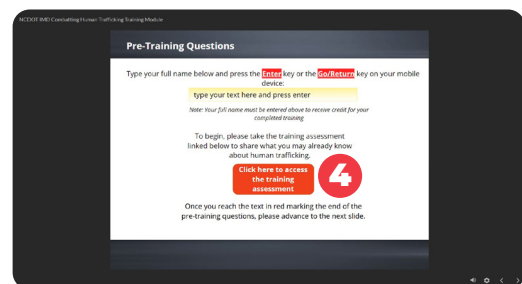 NCDOT IMD Combatting Human Trafficking Training Module
Pre-Training Questions
Type your full name below and press the Enter key or the Go/Return key on your mobile
device:
type your text here and press enter
Note: Your full name must be entered above to receive credit for your
completed training
To begin, please take the training assessment
linked below to share what you may already know
about human trafficking.
Click here to access
the training
assessment
4
Once you reach the text in red marking the end of the
pre-training questions, please advance to the next slide.